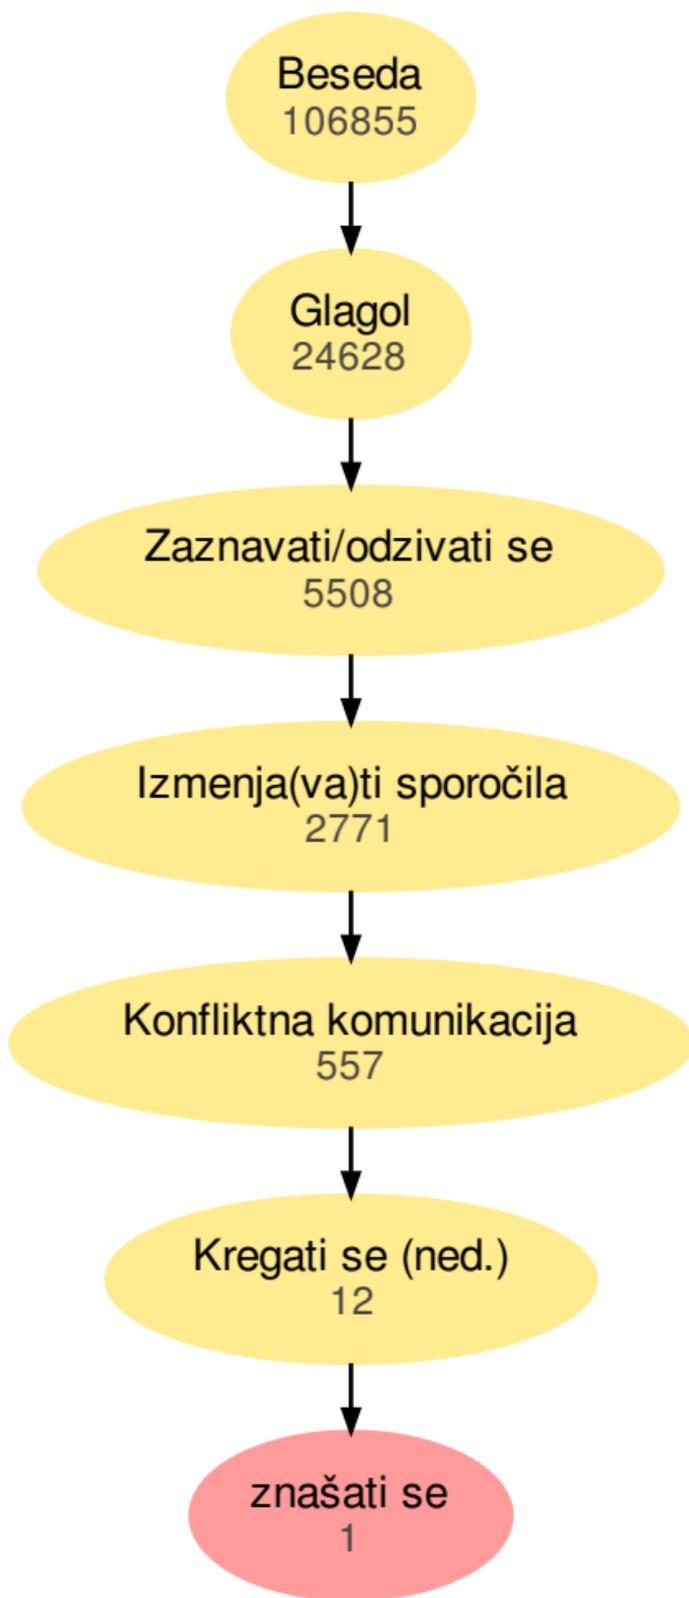 Beseda
106855
Glagol
24628
Zaznavati/odzivati se
5508
Izmenja(va)ti sporočila
2771
Konfliktna komunikacija
557
Kregati se (ned.)
12
znašati se
1